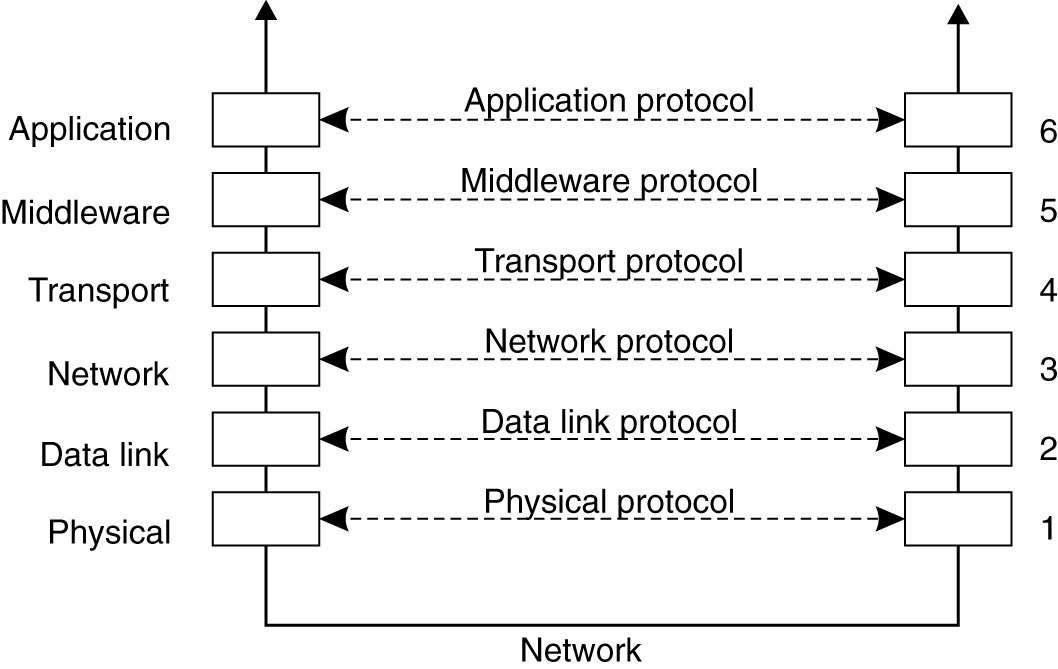 Application protocol
Application
6
Middleware protocol
Middleware
5
Transport protocol
Transport
4
Network protocol
Network
3
Data link protocol
Data link
2
Physical protocol
Physical
1
Network